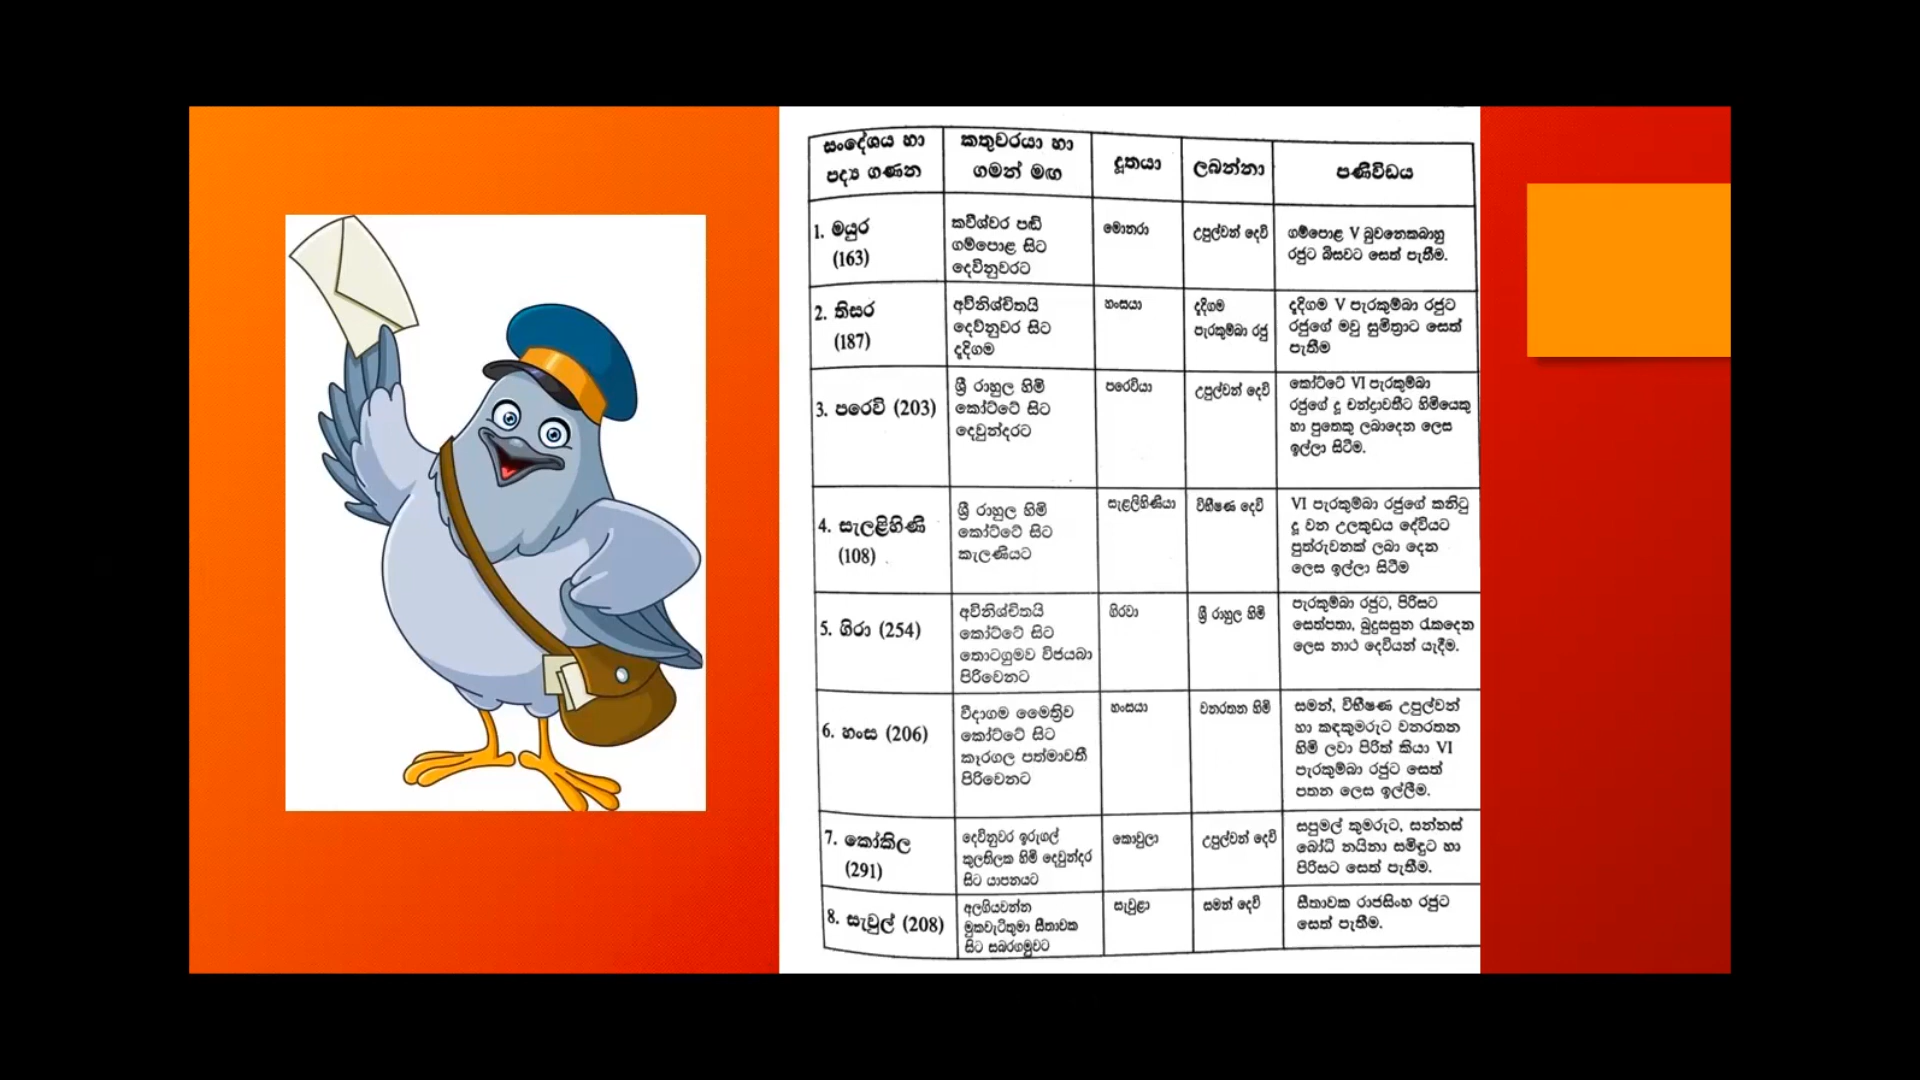 සංදේශය හා
පද්‍ය ගණන
කතුවරයා හා
ගමන් මඟ
දූතයා
ලබන්නා
පණිවිඩය
1. මයුර
(163)
කවීශ්වර පඬි
ගම්පොළ සිට
දෙවිනුවරට
මොනරා
උපුල්වන් දෙවි
ගම්පොළ V බුවනෙකබාහු
රජුට බිසවට සෙත් පැතීම.
2. තිසර
(187)
අවිනිශ්චිතයි
දෙවිනුවර සිට
දැදිගම
හංසයා
දැදිගම
පැරකුම්බා රජු
දැදිගම V පැරකුම්බා රජුට
රජුගේ මවු සුමිත්‍රාට සෙත්
පැතීම
3. පරෙවි (203)
ශ්‍රී රාහුල හිමි
කෝට්ටේ සිට
දෙවුන්දරට
පරෙවියා
උපුල්වන් දෙවි
කෝට්ටේ VI පැරකුම්බා
රජුගේ දූ චන්ද්‍රාවතීට හිමියෙකු
හා පුතෙකු ලබාදෙන ලෙස
ඉල්ලා සිටීම.
4. සැලළිහිණි
(108)
ශ්‍රී රාහුල හිමි
කෝට්ටේ සිට
කැලණියට
සැළලිහිණියා
විභීෂණ දෙවි
VI පැරකුම්බා රජුගේ කනිටු
දූ වන උලකුඩය දේවියට
පුත්රුවනක් ලබා දෙන
ලෙස ඉල්ලා සිටීම
5. ගිරා (254)
අවිනිශ්චිතයි
කෝට්ටේ සිට
තොටගමුව විජයබා
පිරිවෙනට
ගිරවා
ශ්‍රී රාහුල හිමි
පැරකුම්බා රජුට, පිරිසට
සෙත්පතා, බුදුසසුන රැකදෙන
ලෙස නාථ දෙවියන් යැදීම.
6. හංස (206)
වීදාගම මෛත්‍රිව
කෝට්ටේ සිට
කෑරගල පත්මාවතී
පිරිවෙනට
හංසයා
වනරතන හිමි
සමන්, විභීෂණ උපුල්වන්
හා කඳකුමරුට වනරතන
හිමි ලවා පිරිත් කියා VI
පැරකුම්බා රජුට සෙත්
පතන ලෙස ඉල්ලීම.
7. කෝකිල
(291)
දෙවිනුවර ඉරුගල්
කුලතිලක හිමි දෙවුන්දර
සිට යාපනයට
කොවුලා
උපුල්වන් දෙවි
සපුමල් කුමරුට, සන්නස්
බෝධි නයිනා සමිඳුට හා
පිරිසට සෙත් පැතීම.
8. සැවුල් (208)
අලගියවන්න
මුකවැටිතුමා සීතාවක
සිට සබරගමුවට
සැවුළා
සමන් දෙවි
සීතාවක රාජසිංහ රජුට
සෙත් පැතීම.